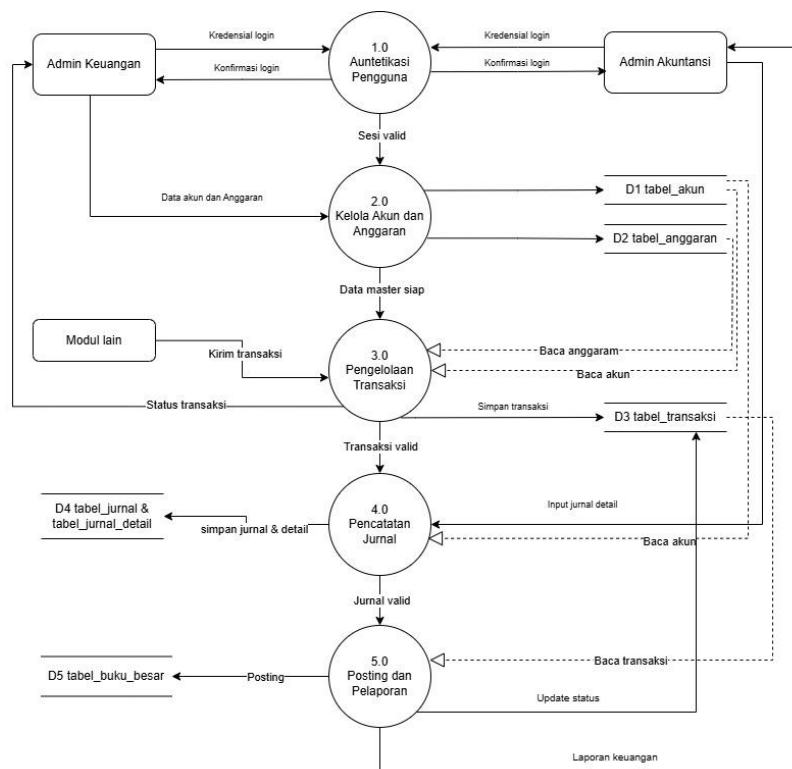 Kredensial login
Kredensial login
1.0
Auntetikasi
Pengguna
Admin Keuangan
Admin Akuntansi
Konfirmasi login
Konfirmasi login
Sesi valid
2.0
Kelola Akun dan
Anggaran
D1 tabel_akun
Data akun dan Anggaran
D2 tabel_anggaran
Data master siap
Modul lain
Kirim transaksi
3.0
Pengelolaan
Transaksi
Baca anggaram
Baca akun
Status transaksi
Simpan transaksi
D3 tabel_transaksi
Transaksi valid
D4 tabel_jurnal &
tabel_jurnal_detail
simpan jurnal & detail
4.0
Pencatatan
Jurnal
Input jurnal detail
Baca akun
Jurnal valid
5.0
Posting dan
Pelaporan
Baca transaksi
D5 tabel_buku_besar
Posting
Update status
Laporan keuangan